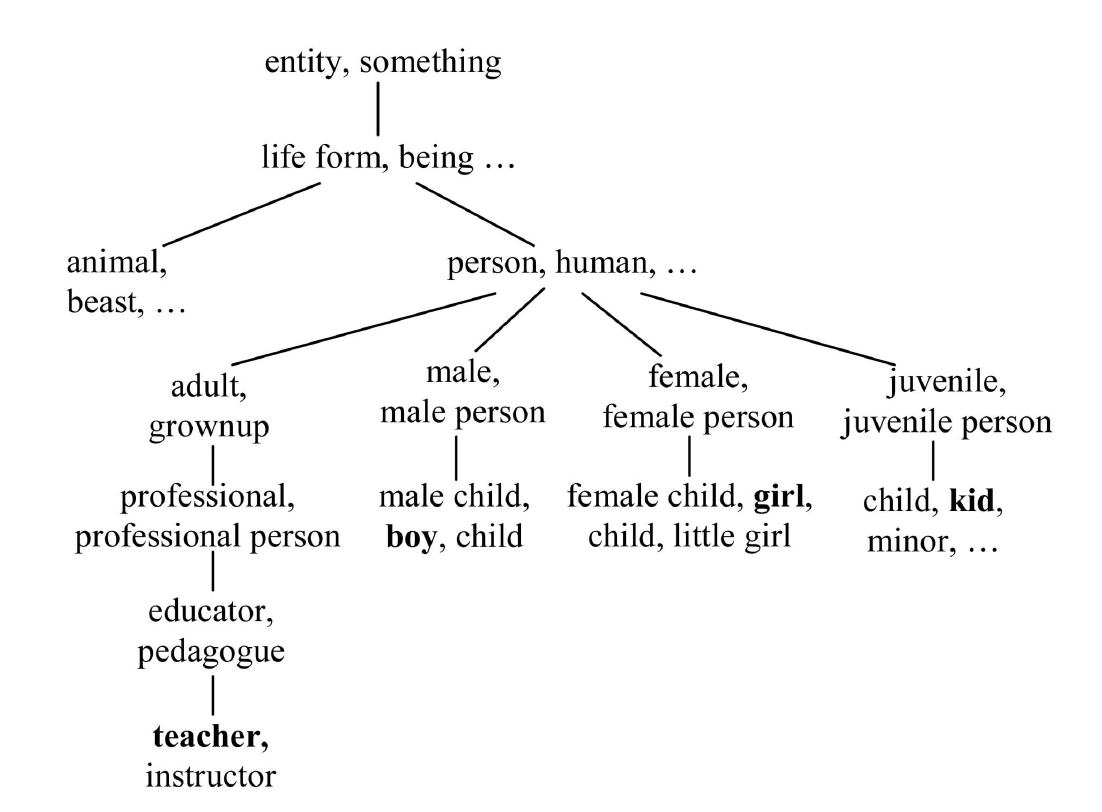 entity, something
life form, being …
animal,
beast, …
person, human, …
adult,
grownup
male,
male person
female,
female person
juvenile,
juvenile person
professional,
professional person
male child,
boy, child
female child, girl,
child, little girl
child, kid,
minor, …
educator,
pedagogue
teacher,
instructor